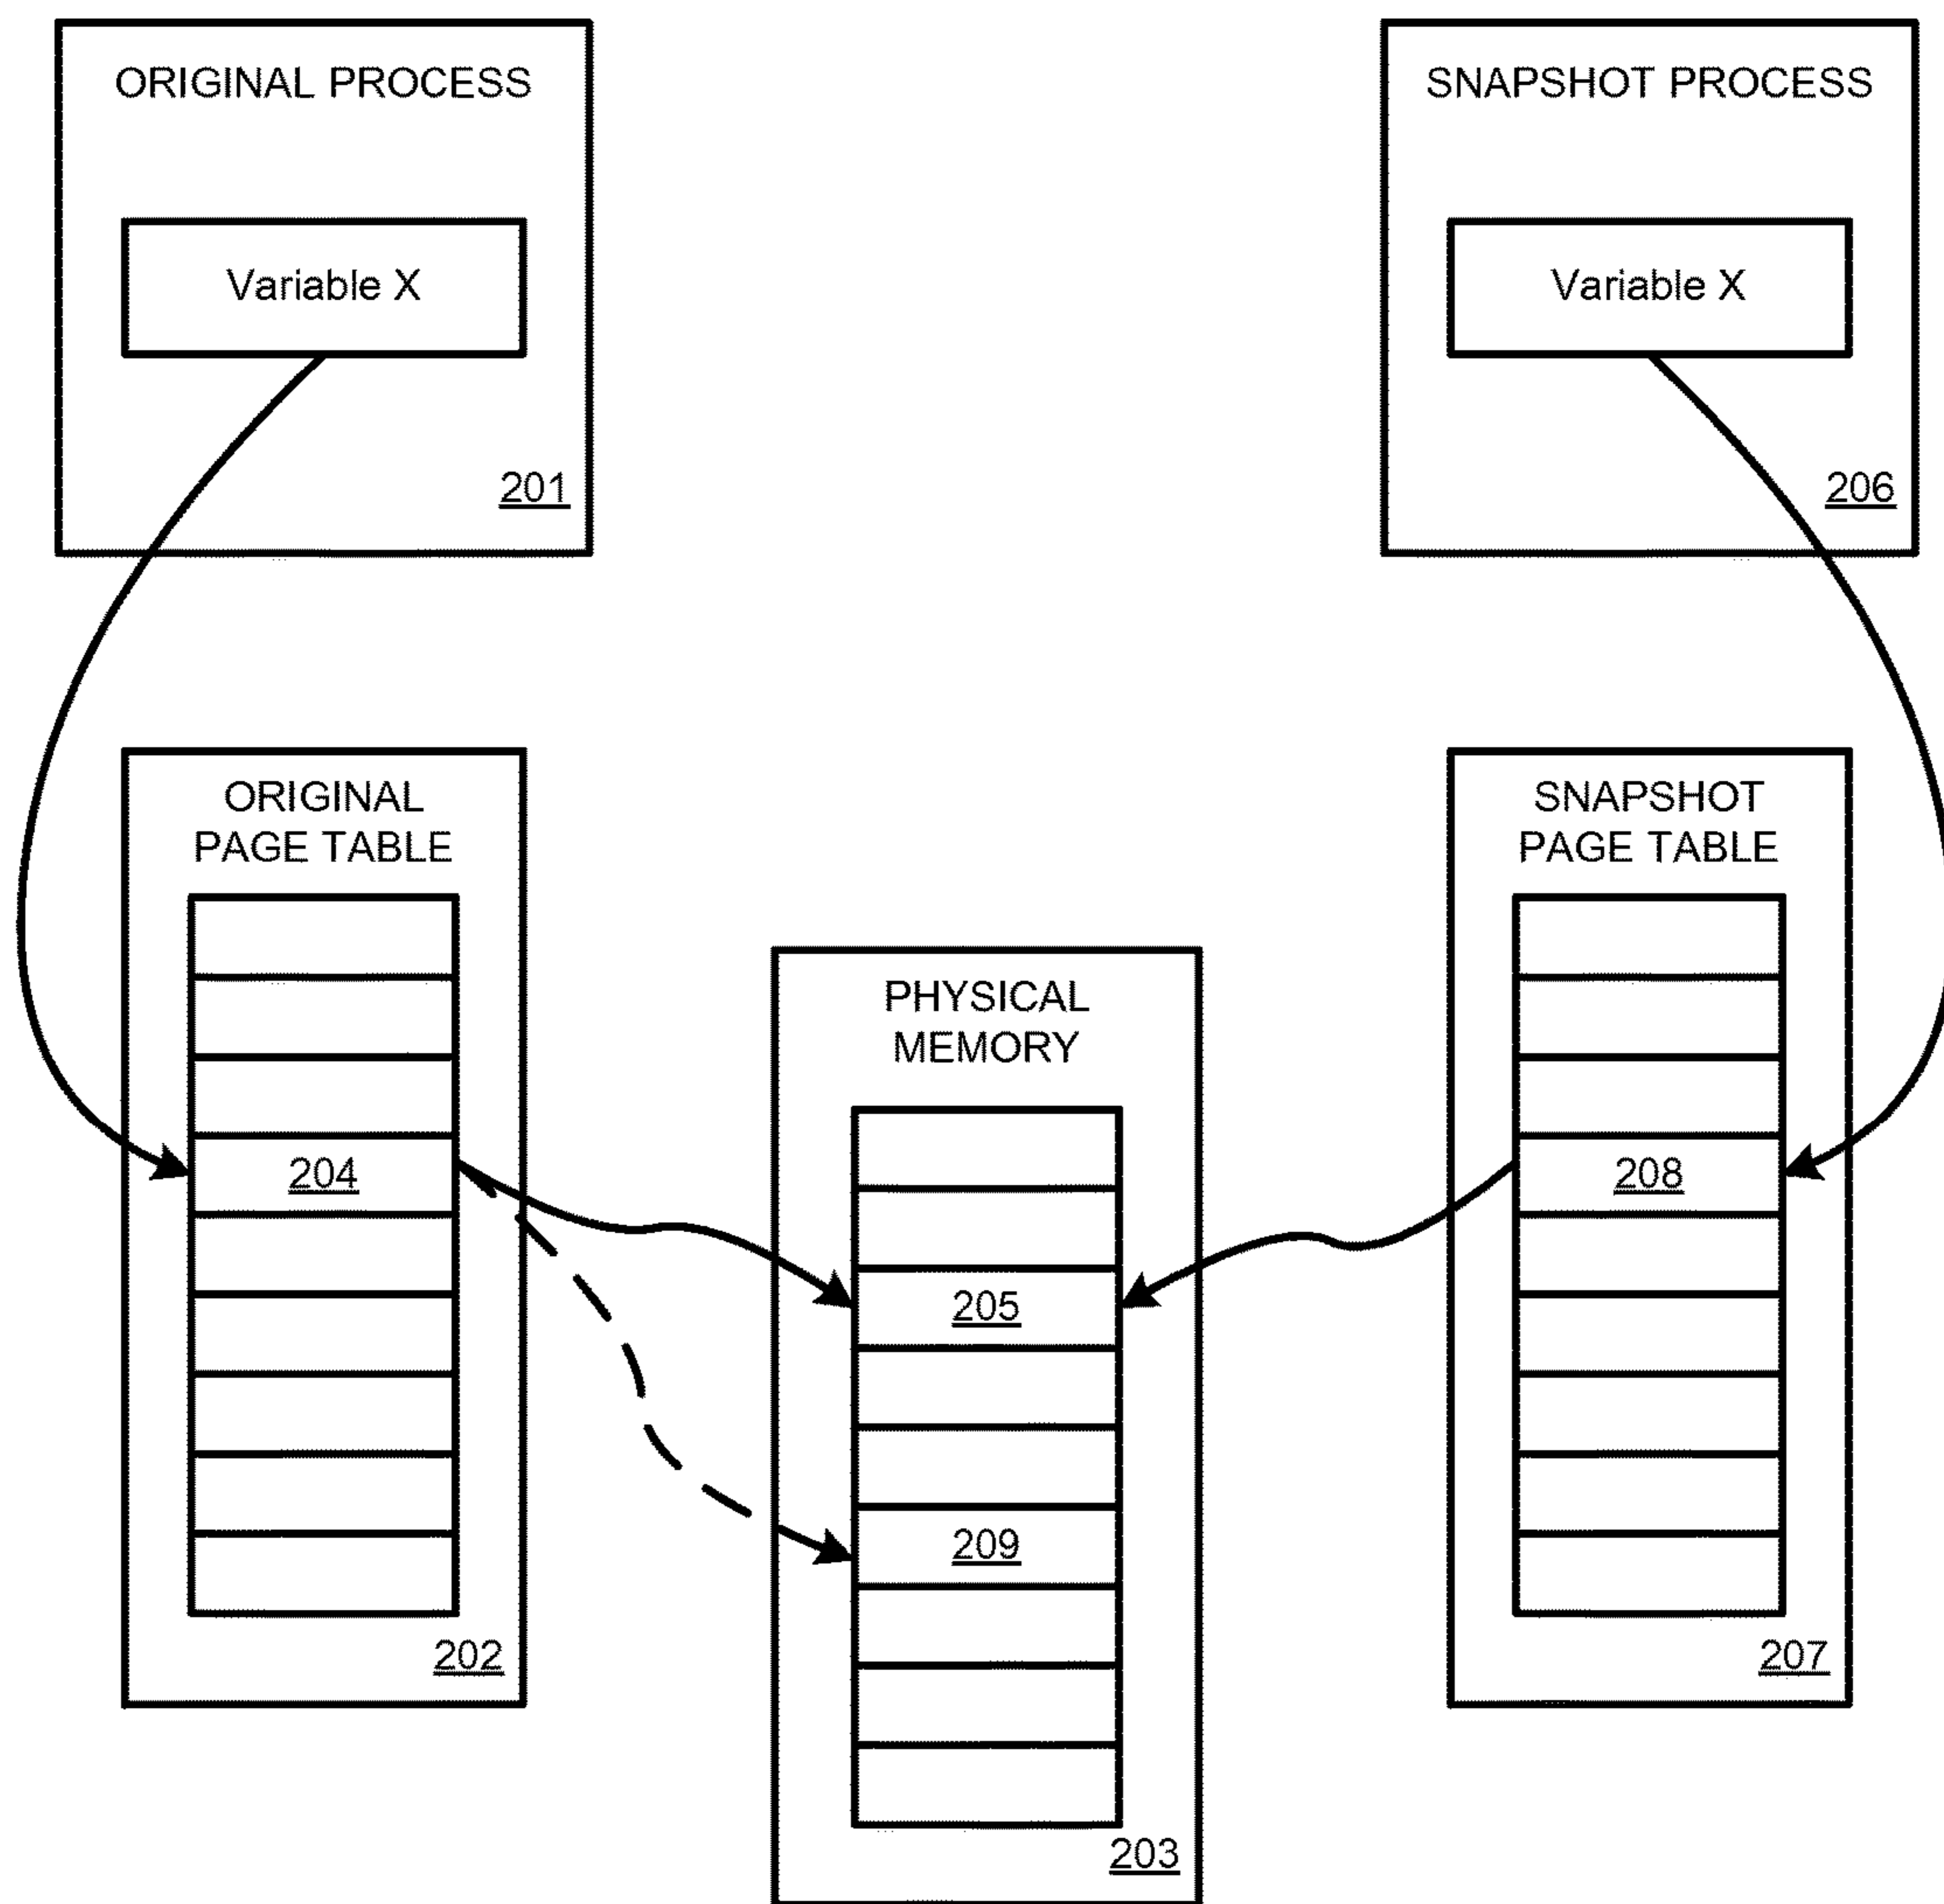 ORIGINAL PROCESS
Variable X
201
SNAPSHOT PROCESS
Variable X
206
ORIGINAL
PAGE TABLE
204
202
PHYSICAL
MEMORY
205
209
203
SNAPSHOT
PAGE TABLE
208
207